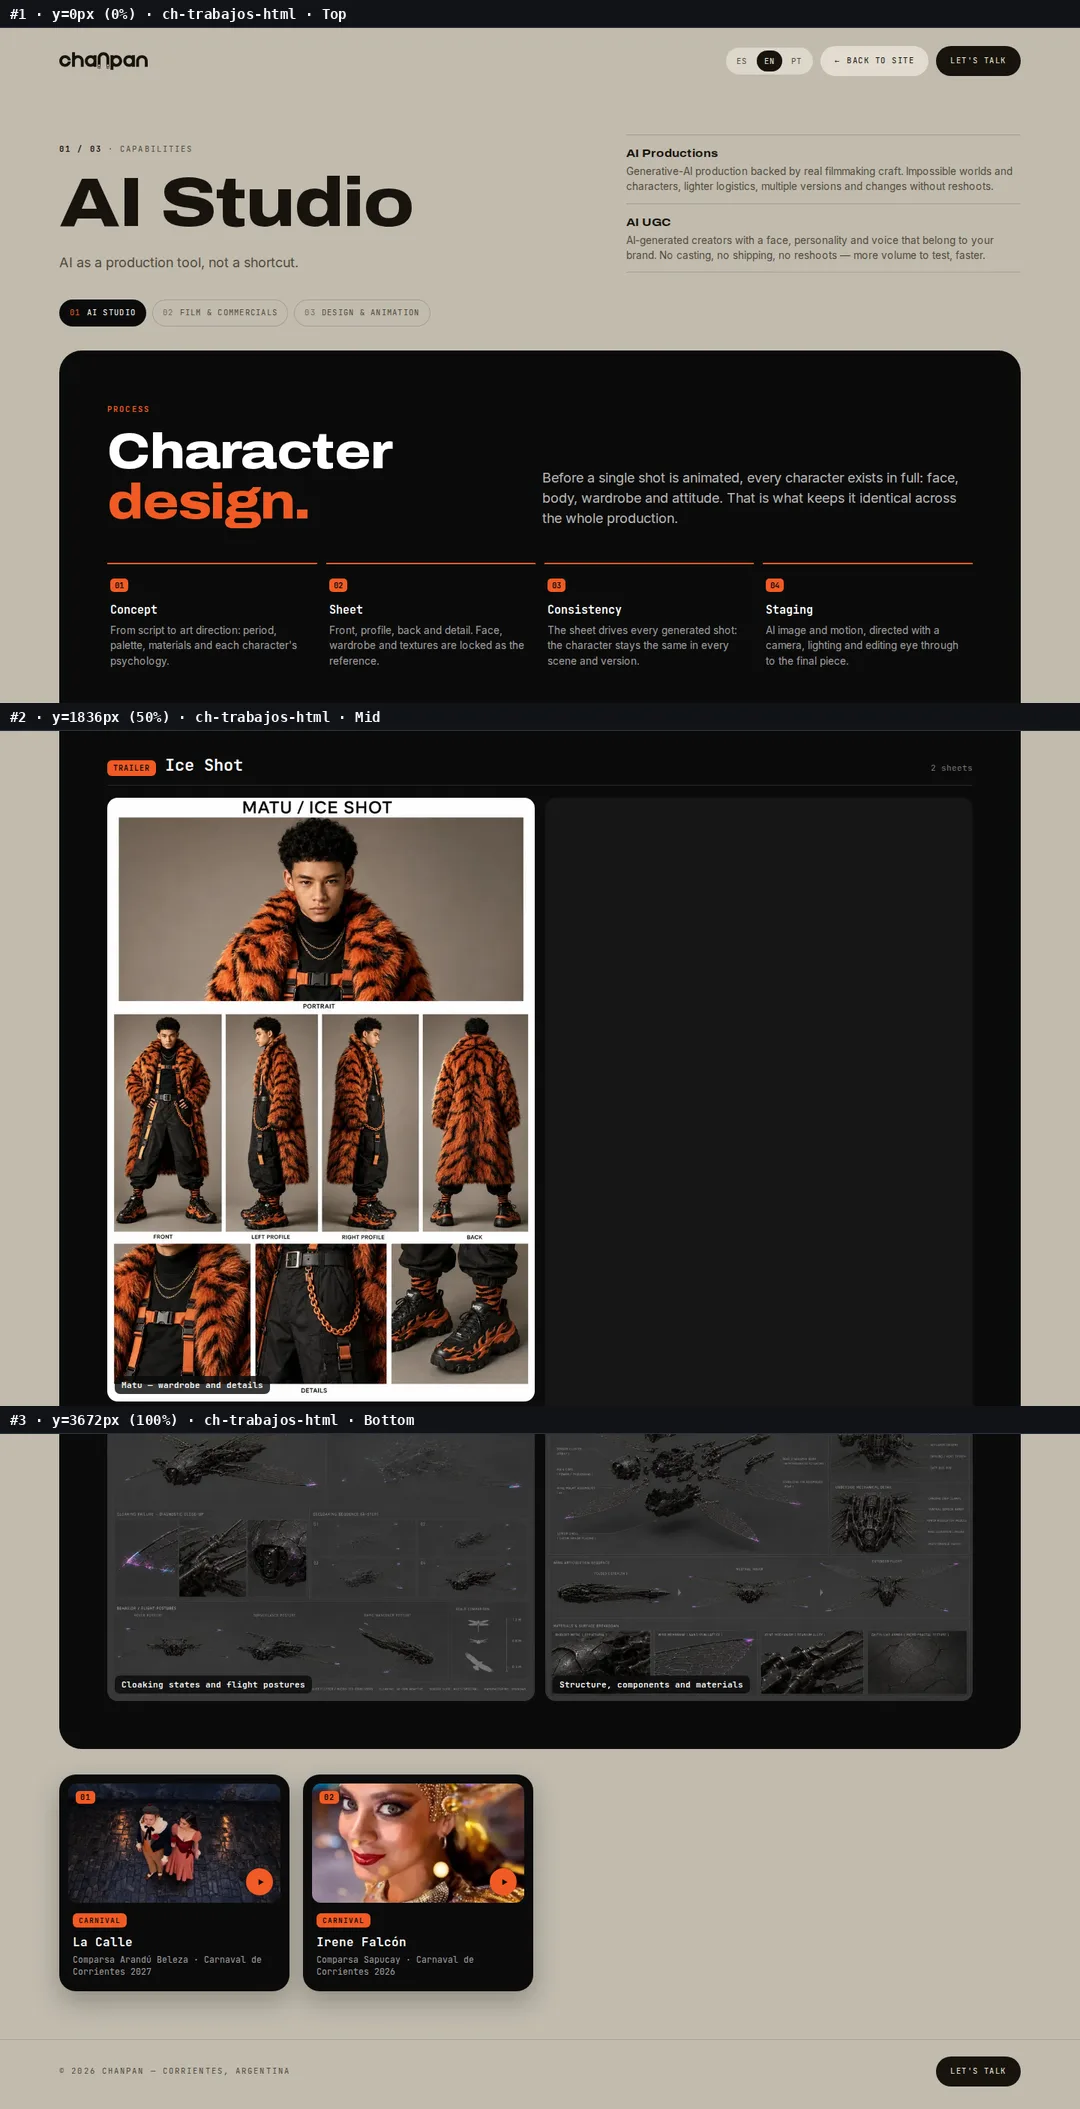 #1 · y=0px (0%) · ch-trabajos-html · Top
chanpan
ES EN PT
← BACK TO SITE
LET'S TALK
01 / 03 · CAPABILITIES
AI Studio
AI as a production tool, not a shortcut.
AI Productions
Generative-AI production backed by real filmmaking craft. Impossible worlds and
characters, lighter logistics, multiple versions and changes without reshoots.
AI UGC
AI-generated creators with a face, personality and voice that belong to your
brand. No casting, no shipping, no reshoots — more volume to test, faster.
01 AI STUDIO
02 FILM & COMMERCIALS
03 DESIGN & ANIMATION
PROCESS
Character
design.
Before a single shot is animated, every character exists in full: face,
body, wardrobe and attitude. That is what keeps it identical across
the whole production.
01
Concept
From script to art direction: period,
palette, materials and each character's
psychology.
02
Sheet
Front, profile, back and detail. Face,
wardrobe and textures are locked as the
reference.
03
Consistency
The sheet drives every generated shot:
the character stays the same in every
scene and version.
04
Staging
AI image and motion, directed with a
camera, lighting and editing eye through
to the final piece.
#2 · y=1836px (50%) · ch-trabajos-html · Mid
TRAILER
Ice Shot
2 sheets
MATU / ICE SHOT
PORTRAIT
FRONT
LEFT PROFILE
RIGHT PROFILE
BACK
Matu — wardrobe and details
DETAILS
#3 · y=3672px (100%) · ch-trabajos-html · Bottom
Cloaking states and flight postures
Structure, components and materials
01
CARNIVAL
La Calle
Comparsa Arandú Beleza · Carnaval de
Corrientes 2027
02
CARNIVAL
Irene Falcón
Comparsa Sapucay · Carnaval de
Corrientes 2026
© 2026 CHANPAN — CORRIENTES, ARGENTINA
LET'S TALK